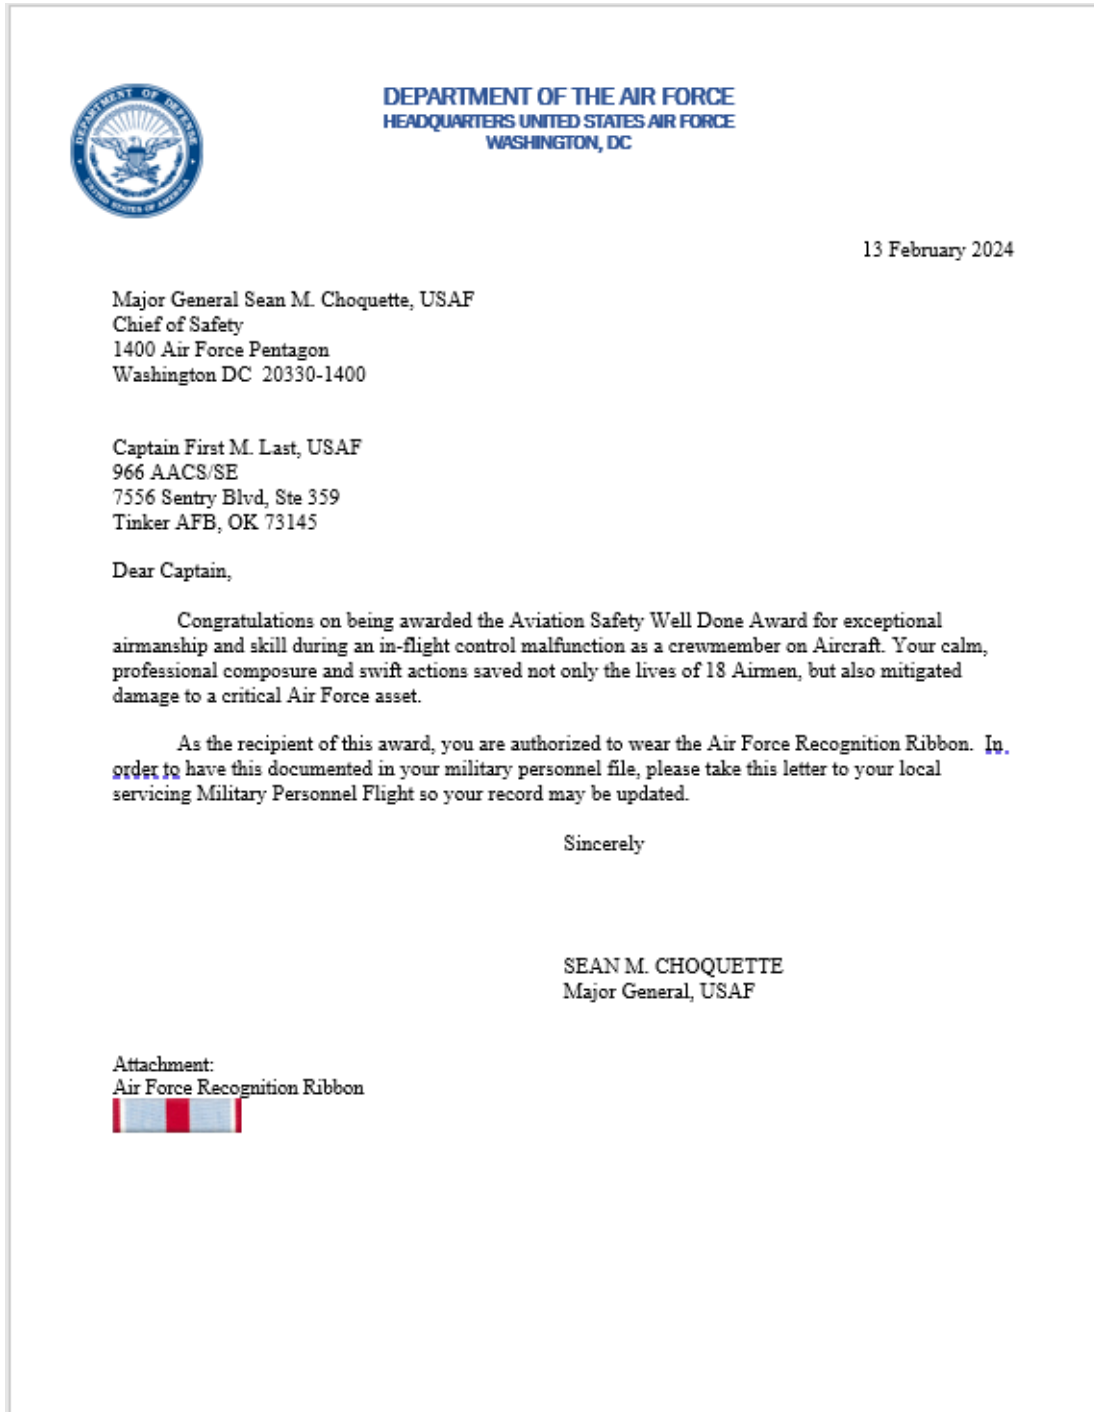 DEPARTMENT OF DEFENSE
UNITED STATES OF AMERICA
DEPARTMENT OF THE AIR FORCE
HEADQUARTERS UNITED STATES AIR FORCE
WASHINGTON, DC
13 February 2024
Major General Sean M. Choquette, USAF
Chief of Safety
1400 Air Force Pentagon
Washington DC  20330-1400
Captain First M. Last, USAF
966 AACS/SE
7556 Sentry Blvd, Ste 359
Tinker AFB, OK 73145
Dear Captain,
Congratulations on being awarded the Aviation Safety Well Done Award for exceptional
airmanship and skill during an in-flight control malfunction as a crewmember on Aircraft. Your calm,
professional composure and swift actions saved not only the lives of 18 Airmen, but also mitigated
damage to a critical Air Force asset.
As the recipient of this award, you are authorized to wear the Air Force Recognition Ribbon.  In
order to have this documented in your military personnel file, please take this letter to your local
servicing Military Personnel Flight so your record may be updated.
Sincerely
SEAN M. CHOQUETTE
Major General, USAF
Attachment:
Air Force Recognition Ribbon